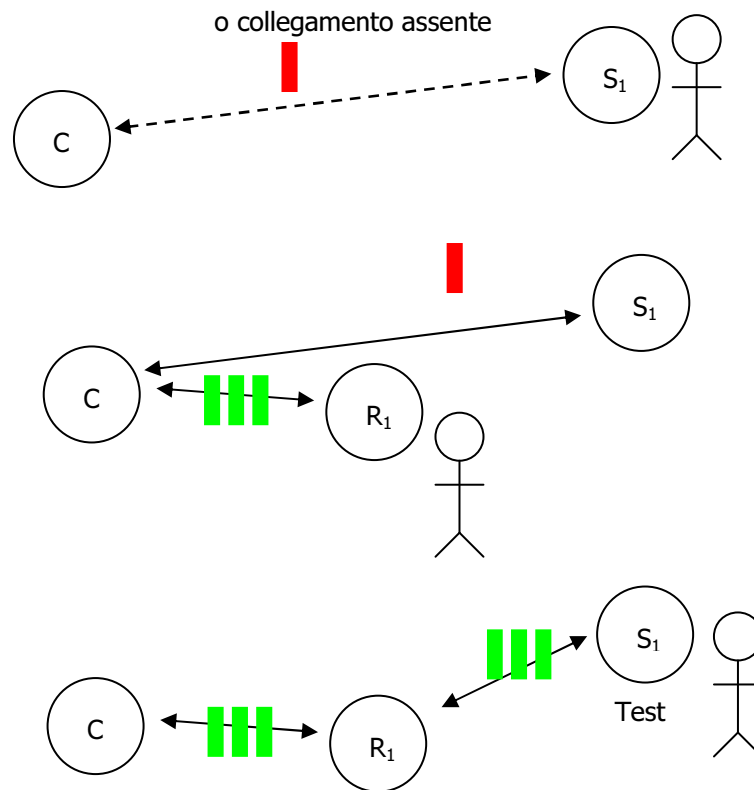 o collegamento assente
S₁
C
S₁
C
R₁
S₁
C
R₁
Test